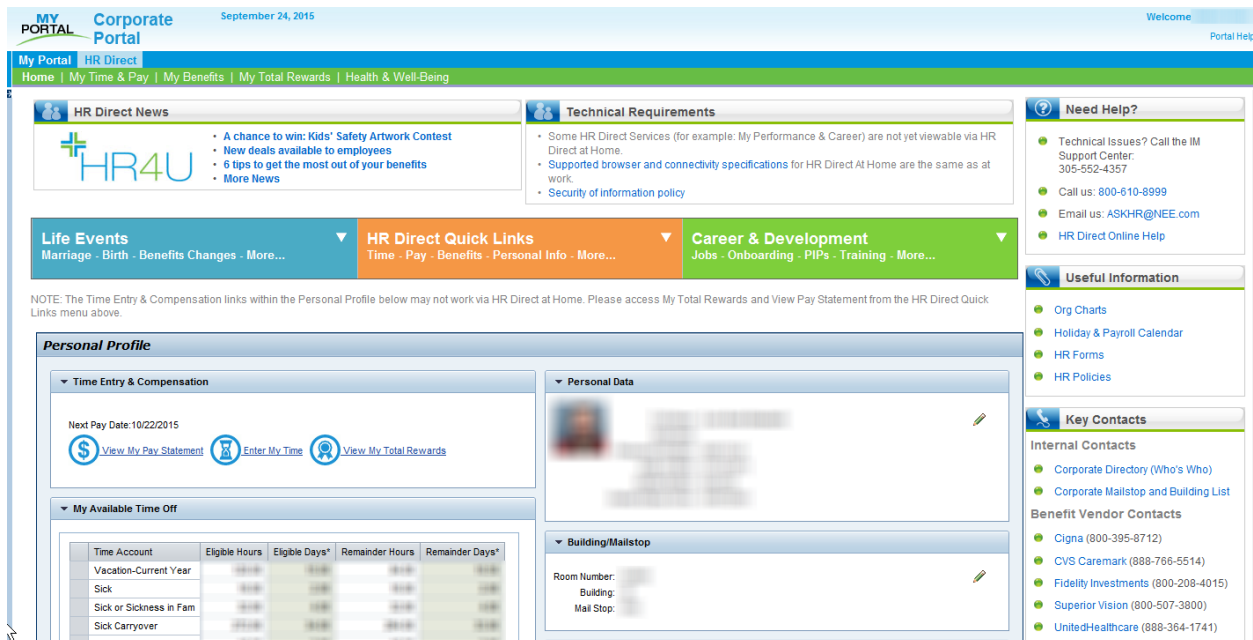 MY PORTAL
Corporate Portal
September 24, 2015
Welcome
Portal Help
My Portal HR Direct
Home | My Time & Pay | My Benefits | My Total Rewards | Health & Well-Being
HR Direct News
HR4U
• A chance to win: Kids' Safety Artwork Contest
• New deals available to employees
• 6 tips to get the most out of your benefits
• More News
Technical Requirements
• Some HR Direct Services (for example: My Performance & Career) are not yet viewable via HR
Direct at Home.
• Supported browser and connectivity specifications for HR Direct At Home are the same as at
work.
• Security of information policy
Need Help?
Technical Issues? Call the IM
Support Center:
305-552-4357
Call us: 800-610-8999
Email us: ASKHR@NEE.com
HR Direct Online Help
Life Events
Marriage - Birth - Benefits Changes - More...
HR Direct Quick Links
Time - Pay - Benefits - Personal Info - More...
Career & Development
Jobs - Onboarding - PIPs - Training - More...
NOTE: The Time Entry & Compensation links within the Personal Profile below may not work via HR Direct at Home. Please access My Total Rewards and View Pay Statement from the HR Direct Quick
Links menu above.
Useful Information
Org Charts
Holiday & Payroll Calendar
HR Forms
HR Policies
Personal Profile
Time Entry & Compensation
Next Pay Date:10/22/2015
View My Pay Statement Enter My Time View My Total Rewards
Personal Data
My Available Time Off
Time Account Eligible Hours Eligible Days* Remainder Hours Remainder Days*
Vacation-Current Year
Sick
Sick or Sickness in Fam
Sick Carryover
Building/Mailstop
Room Number:
Building:
Mail Stop:
Key Contacts
Internal Contacts
Corporate Directory (Who's Who)
Corporate Mailstop and Building List
Benefit Vendor Contacts
Cigna (800-395-8712)
CVS Caremark (888-766-5514)
Fidelity Investments (800-208-4015)
Superior Vision (800-507-3800)
UnitedHealthcare (888-364-1741)